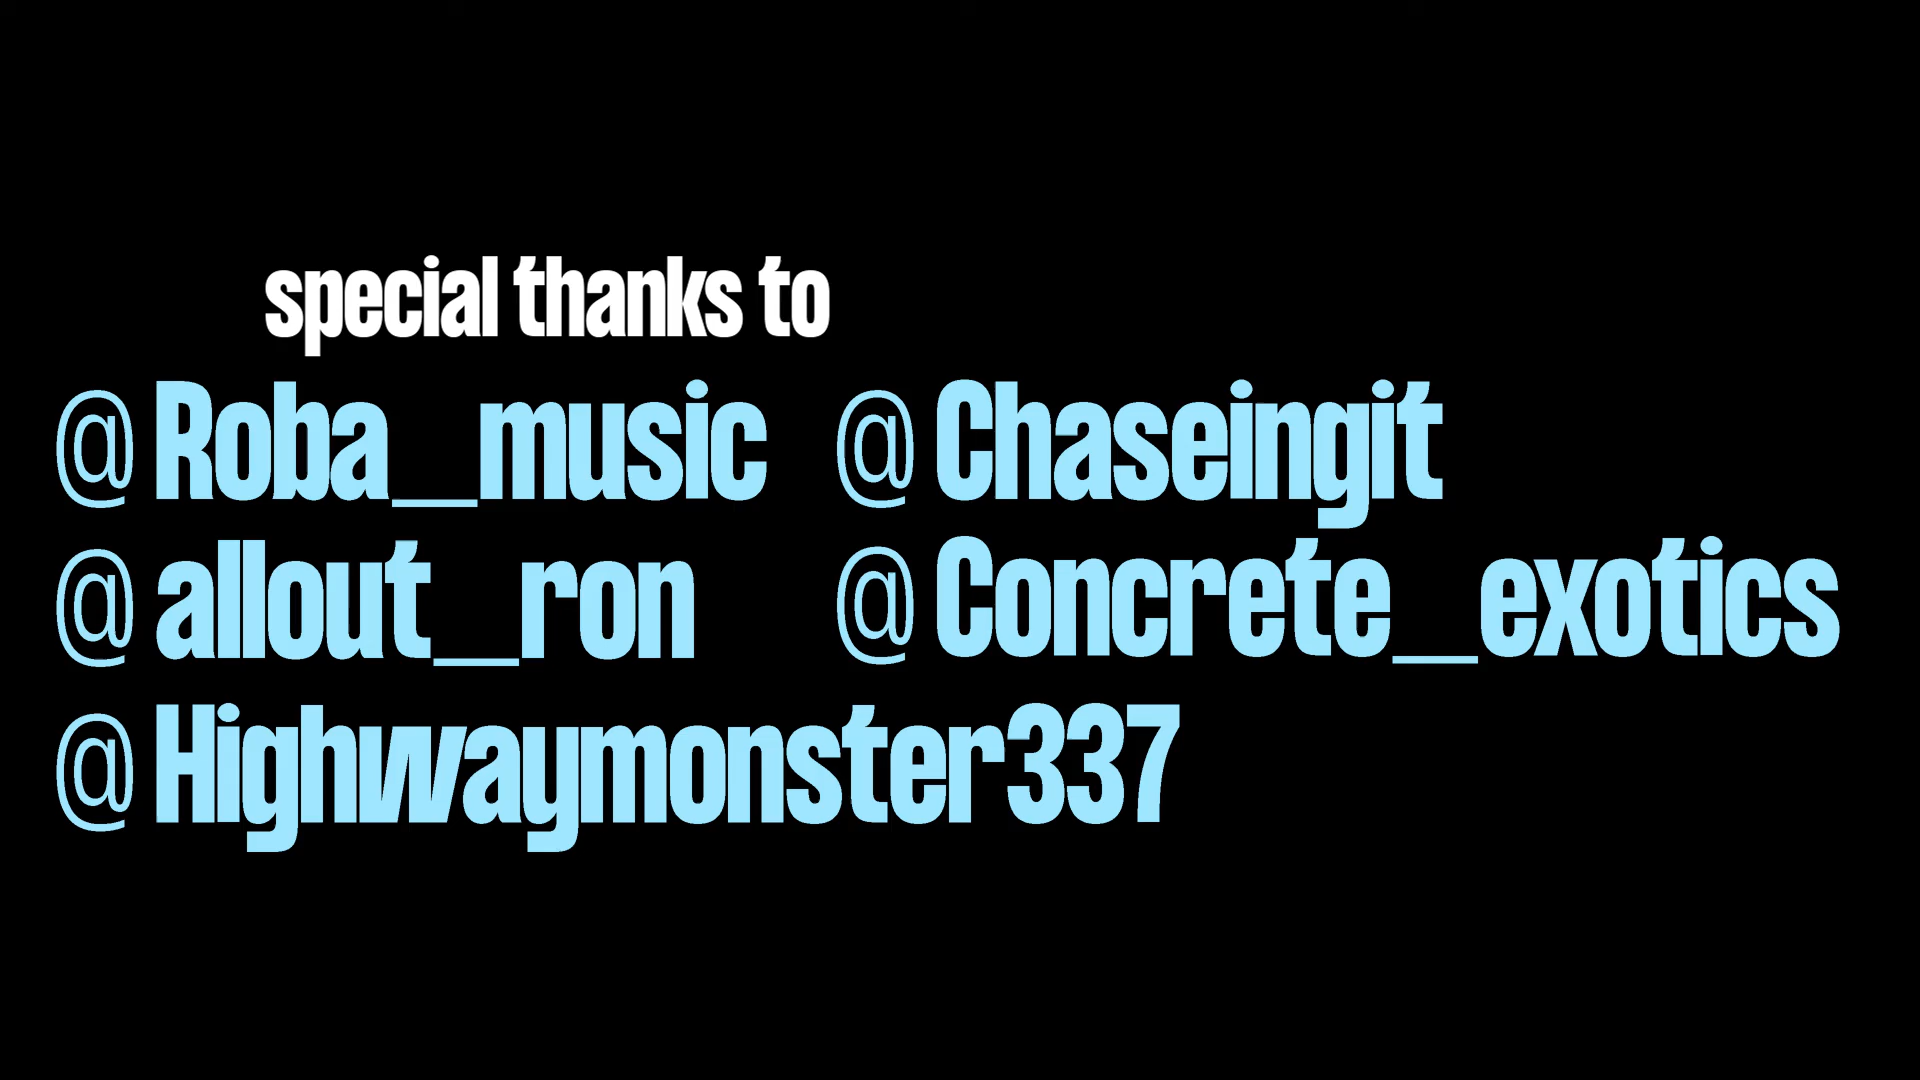 special thanks to
@Roba_music @Chaseingit
@allout_ron @Concrete_exotics
@Highwaymonster337